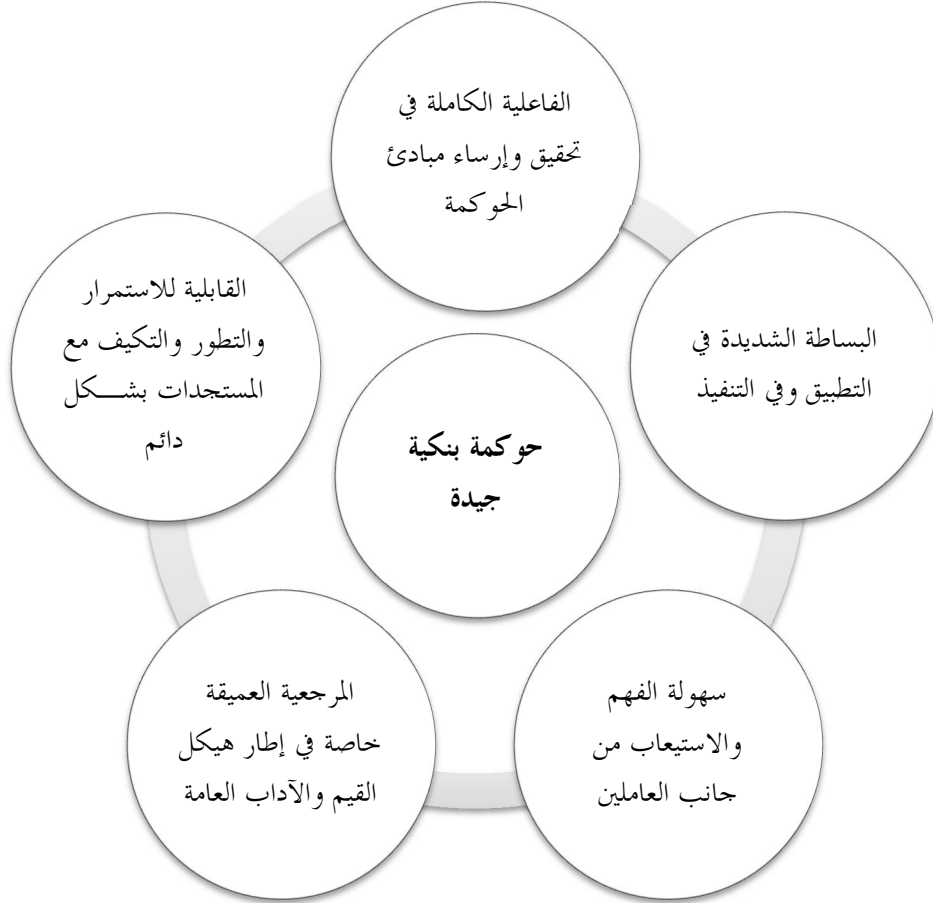 الفاعلية الكاملة في
تحقيق وإرساء مبادئ
الحوكمة
البساطة الشديدة في
التطبيق وفي التنفيذ
سهولة الفهم
والاستيعاب من
جانب العاملين
المرجعية العميقة
خاصة في إطار هيكل
القيم والآداب العامة
القابلية للاستمرار
والتطور والتكيف مع
المستجدات بشكل
دائم
حوكمة بنكية
جيدة